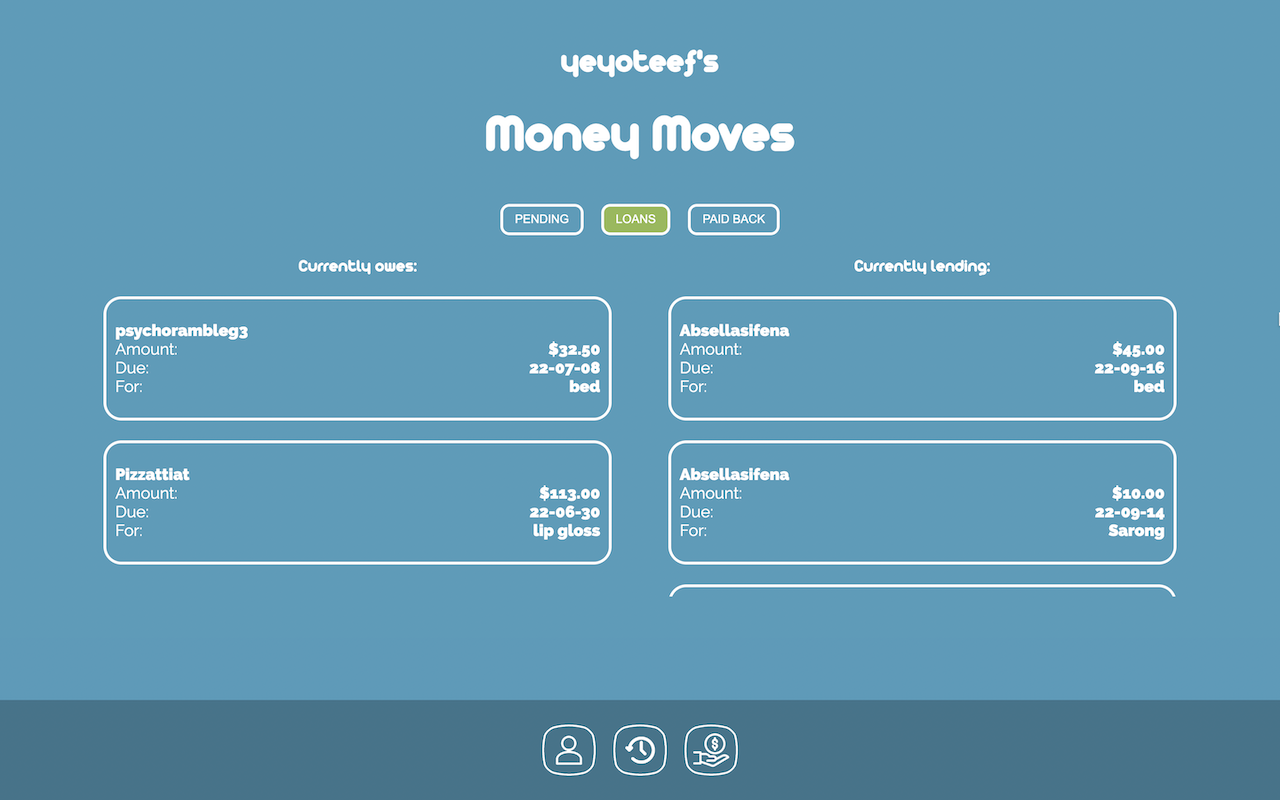 yeyoteef's
Money Moves
PENDING
LOANS
PAID BACK
Currently owes:
psychorambleg3
Amount: $32.50
Due: 22-07-08
For: bed
Pizzattiat
Amount: $113.00
Due: 22-06-30
For: lip gloss
Currently lending:
Absellasifena
Amount: $45.00
Due: 22-09-16
For: bed
Absellasifena
Amount: $10.00
Due: 22-09-14
For: Sarong
$